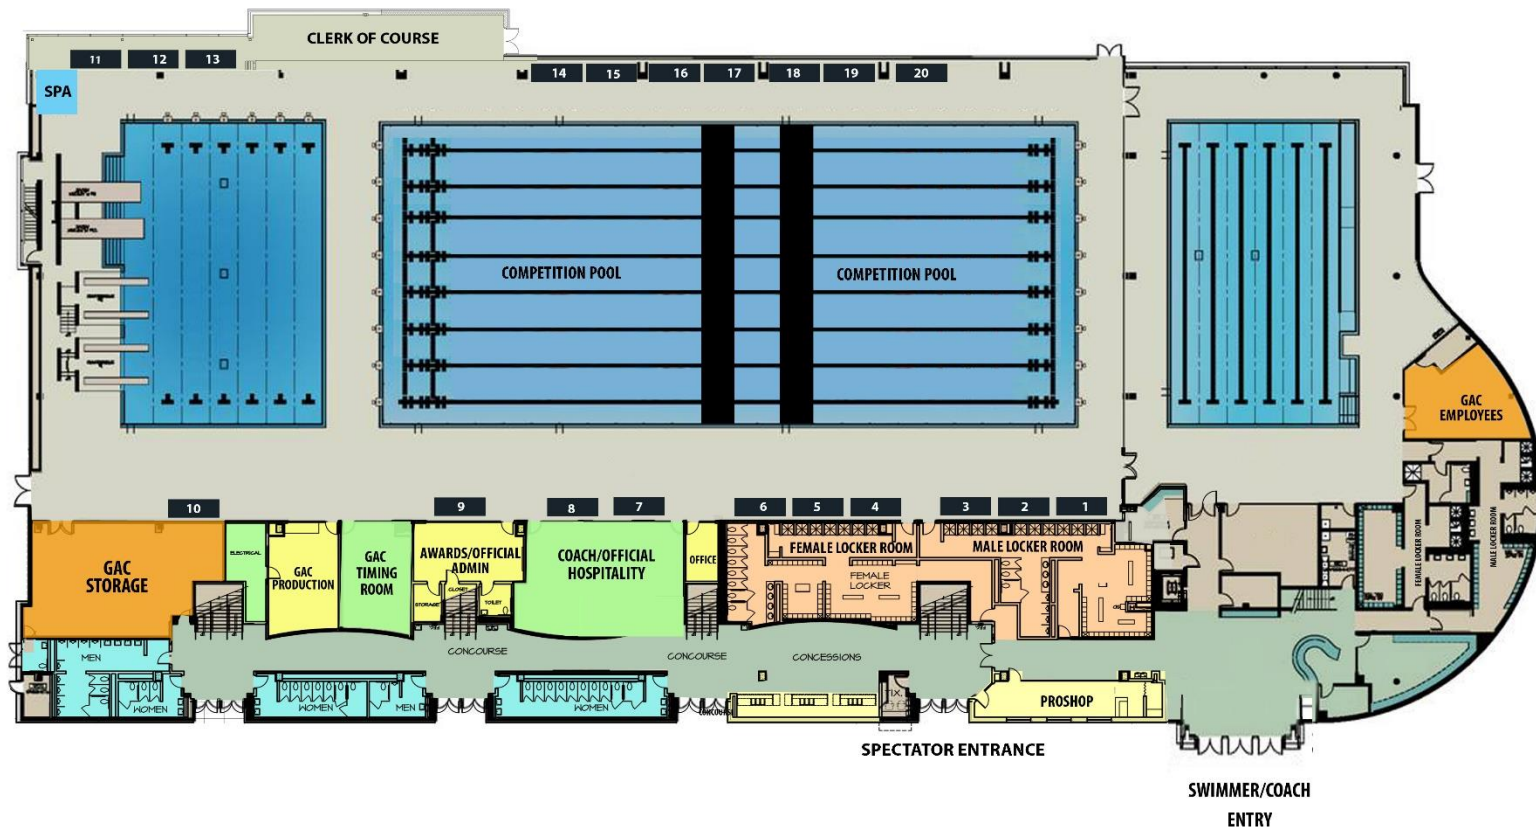 CLERK OF COURSE
11 12 13
14 15 16 17 18 19 20
SPA
COMPETITION POOL
COMPETITION POOL
GAC
EMPLOYEES
10 9 8 7 6 5 4 3 2 1
GAC
STORAGE
ELECTRICAL
GAC
PRODUCTION
GAC
TIMING
ROOM
AWARDS/OFFICIAL
ADMIN
CLOSET
STORAGE
TOILET
COACH/OFFICIAL
HOSPITALITY
OFFICE
FEMALE LOCKER ROOM
FEMALE
LOCKER
MALE LOCKER ROOM
FEMALE LOCKER ROOM
MALE LOCKER ROOM
MEN
WOMEN
WOMEN
MEN
WOMEN
CONCOURSE
CONCOURSE
CONCESSIONS
CONCOURSE
TIX
PROSHOP
SPECTATOR ENTRANCE
SWIMMER/COACH
ENTRY